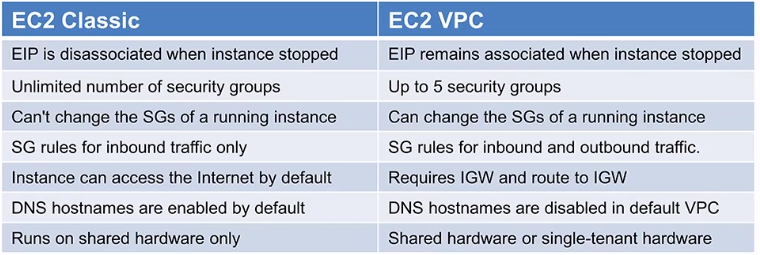 EC2 Classic EC2 VPC
EIP is disassociated when instance stopped EIP remains associated when instance stopped
Unlimited number of security groups Up to 5 security groups
Can't change the SGs of a running instance Can change the SGs of a running instance
SG rules for inbound traffic only SG rules for inbound and outbound traffic.
Instance can access the Internet by default Requires IGW and route to IGW
DNS hostnames are enabled by default DNS hostnames are disabled in default VPC
Runs on shared hardware only Shared hardware or single-tenant hardware